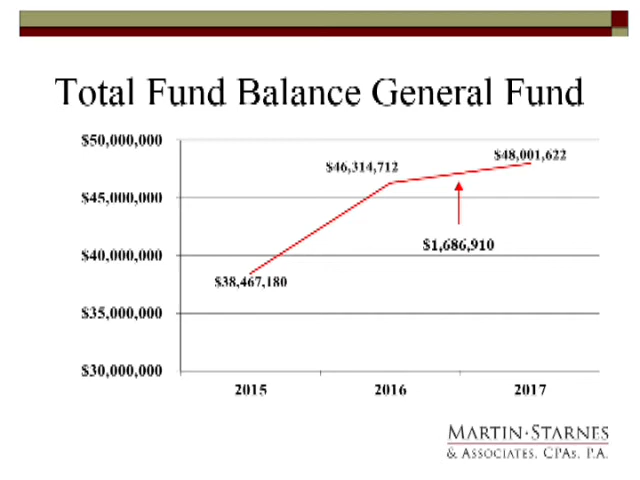 Total Fund Balance General Fund
$50,000,000
$48,001,622
$46,314,712
$45,000,000
$1,686,910
$40,000,000
$38,467,180
$35,000,000
$30,000,000
2015 2016 2017
MARTIN·STARNES
& ASSOCIATES, CPAs, P.A.